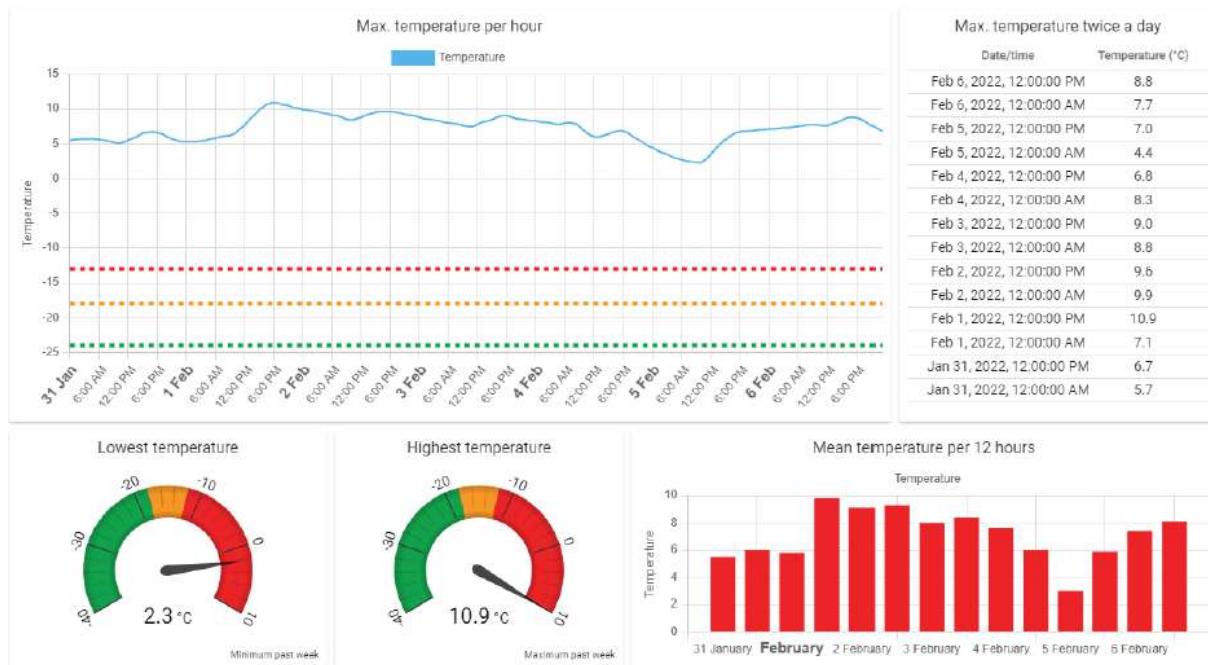 Max. temperature per hour
Temperature
15
10
5
0
-5
-10
-15
-20
-25
Temperature
31 Jan
6:00 AM
12:00 PM
6:00 PM
1 Feb
6:00 AM
12:00 PM
6:00 PM
2 Feb
6:00 AM
12:00 PM
6:00 PM
3 Feb
6:00 AM
12:00 PM
6:00 PM
4 Feb
6:00 AM
12:00 PM
6:00 PM
5 Feb
6:00 AM
12:00 PM
6:00 PM
6 Feb
6:00 AM
12:00 PM
6:00 PM
Max. temperature twice a day
Date/time Temperature (°C)
Feb 6, 2022, 12:00:00 PM 8.8
Feb 6, 2022, 12:00:00 AM 7.7
Feb 5, 2022, 12:00:00 PM 7.0
Feb 5, 2022, 12:00:00 AM 4.4
Feb 4, 2022, 12:00:00 PM 6.8
Feb 4, 2022, 12:00:00 AM 8.3
Feb 3, 2022, 12:00:00 PM 9.0
Feb 3, 2022, 12:00:00 AM 8.8
Feb 2, 2022, 12:00:00 PM 9.6
Feb 2, 2022, 12:00:00 AM 9.9
Feb 1, 2022, 12:00:00 PM 10.9
Feb 1, 2022, 12:00:00 AM 7.1
Jan 31, 2022, 12:00:00 PM 6.7
Jan 31, 2022, 12:00:00 AM 5.7
Lowest temperature
-40
-30
-20
-10
0
10
2.3 °C
Minimum past week
Highest temperature
-40
-30
-20
-10
0
10
10.9 °C
Maximum past week
Mean temperature per 12 hours
Temperature
10
8
6
4
2
0
Temperature
31 January February 2 February 3 February 4 February 5 February 6 February